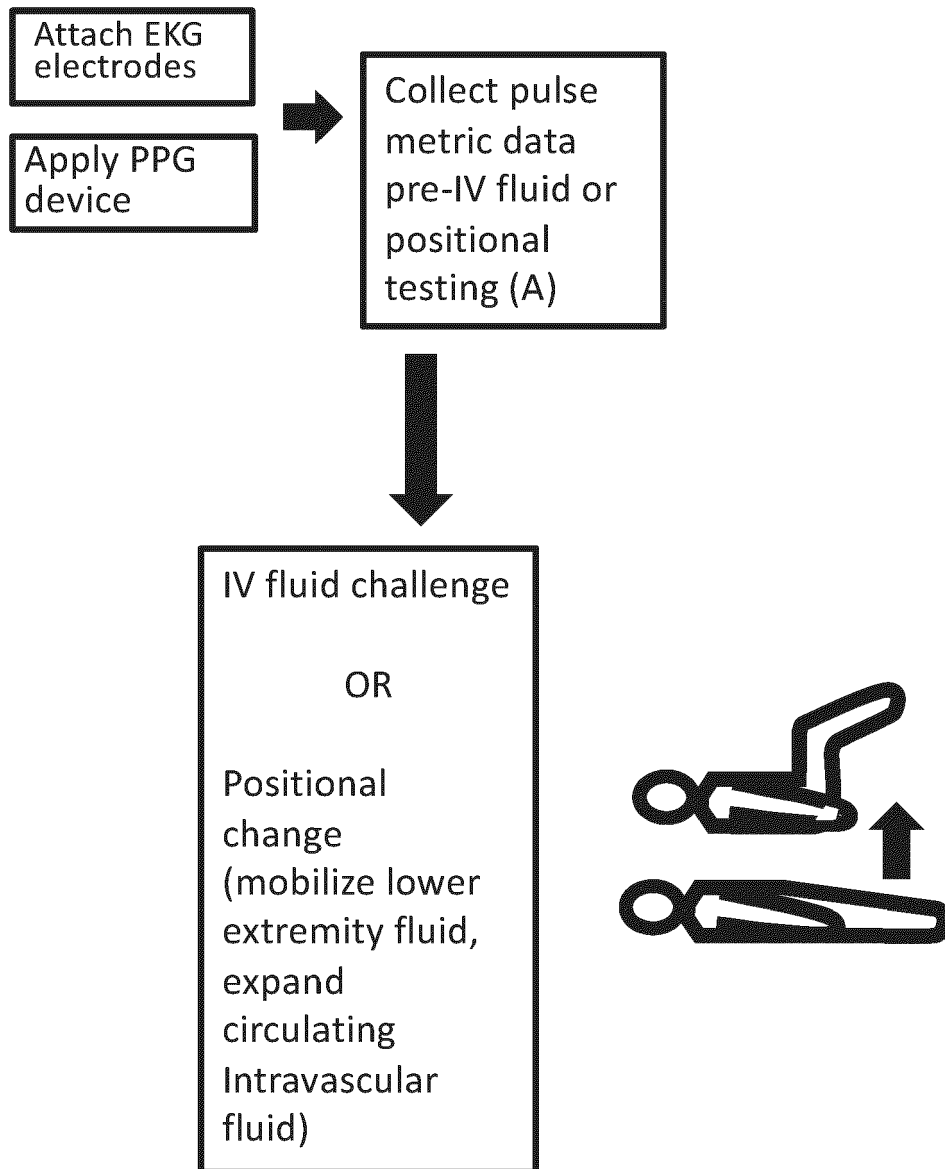 Attach EKG
electrodes
Apply PPG
device
Collect pulse
metric data
pre-IV fluid or
positional
testing (A)
IV fluid challenge
OR
Positional
change
(mobilize lower
extremity fluid,
expand
circulating
Intravascular
fluid)